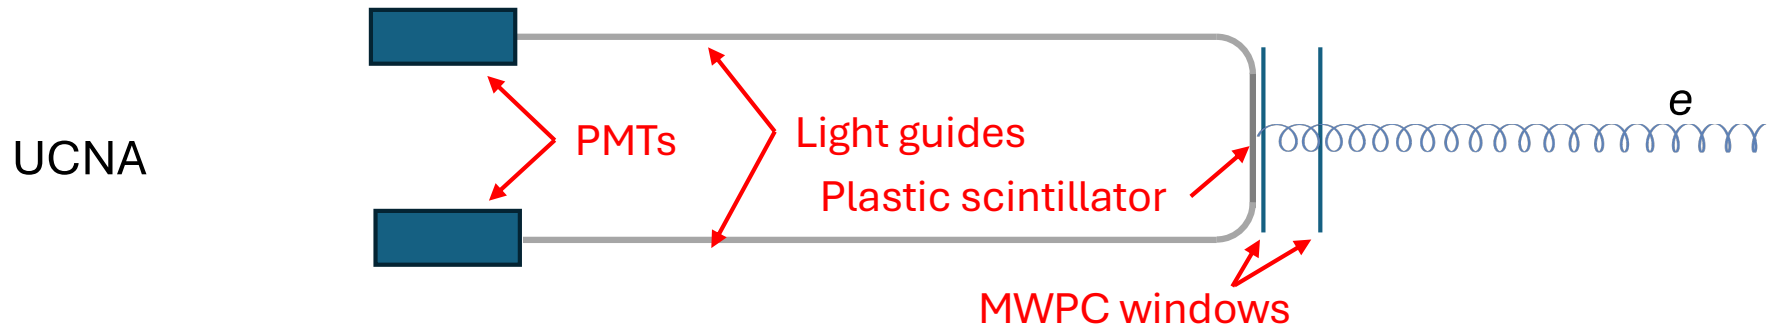 e
Light guides
PMTs
UCNA
Plastic scintillator
MWPC windows